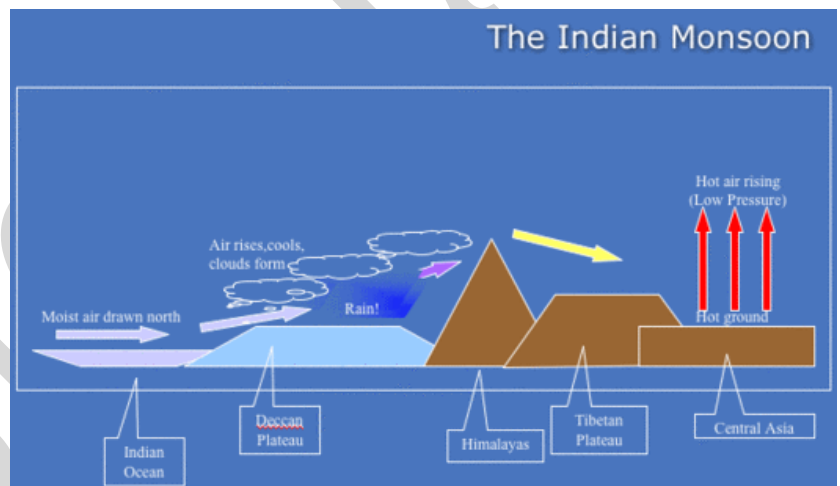 The Indian Monsoon
Hot air rising
(Low Pressure)
Air rises,cools,
clouds form
Moist air drawn north
Rain!
Hot ground
Deccan
Plateau
Indian
Ocean
Himalayas
Tibetan
Plateau
Central Asia